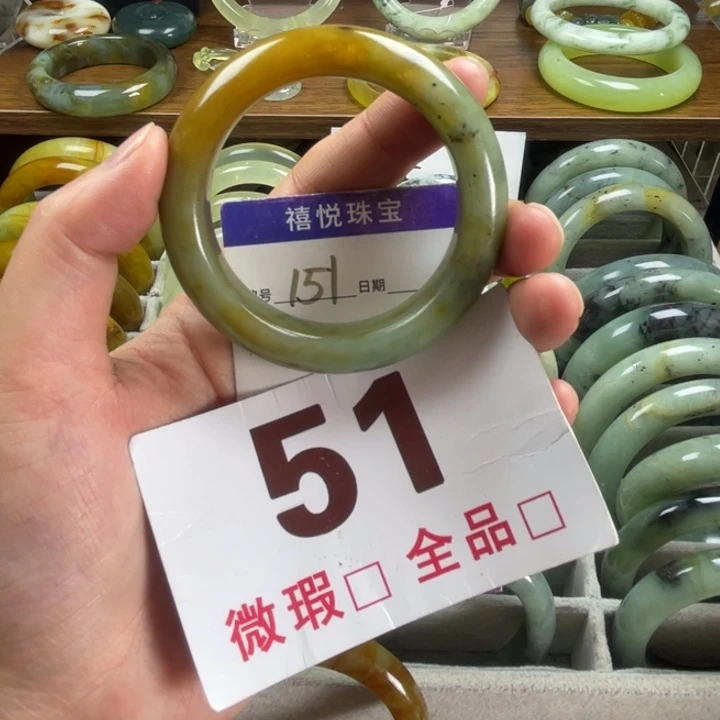 禧悦珠宝
号 151 日期
51
微瑕□ 全品□